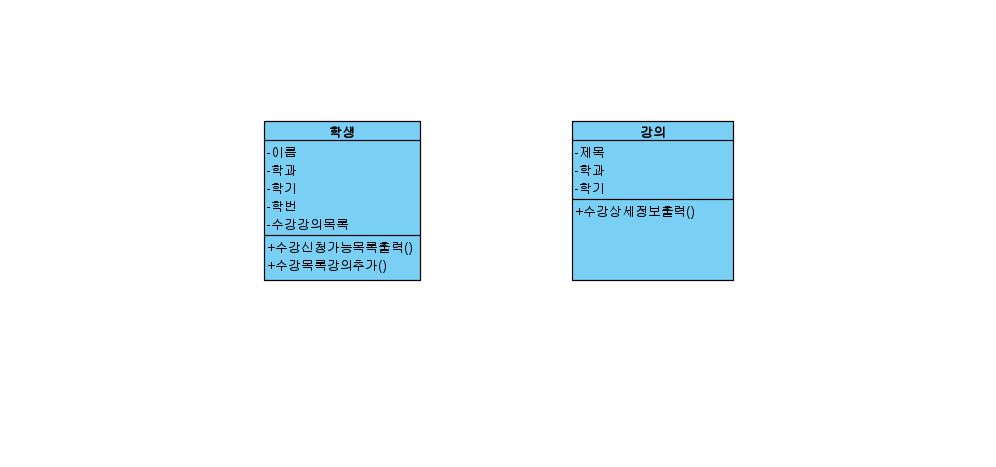 학생
-이름
-학과
-학기
-학번
-수강강의목록
+수강신청가능목록출력()
+수강목록강의추가()
강의
-제목
-학과
-학기
+수강상세정보출력()